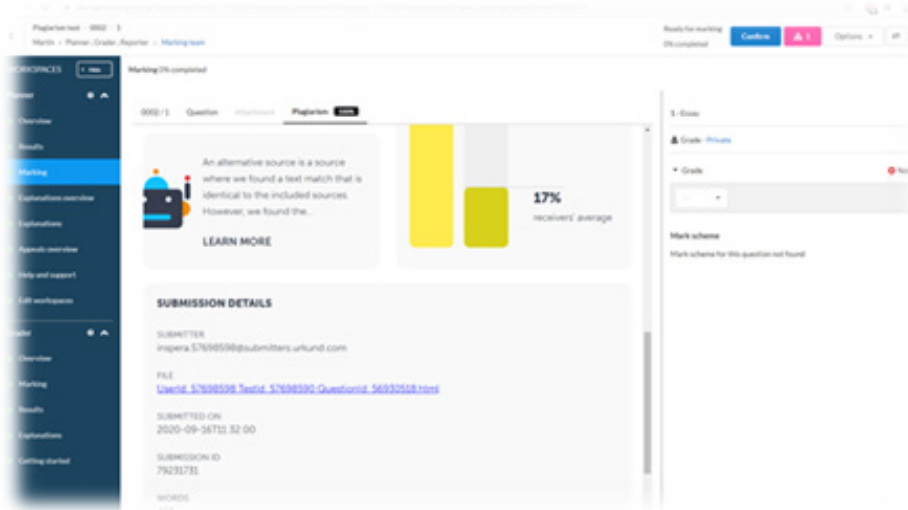 Plagiarism test - 0002 / 1
Martin - Planner, Grader, Reporter - Marking team
Ready for marking
0% completed
Confirm
1
Options
WORKSPACES
Marking 0% completed
Overview
Results
Marking
Explanations overview
Explanations
Appeals overview
Help and support
Edit workspaces
Overview
Marking
Results
Explanations
Getting started
0002 / 1 Question Attachment Plagiarism
An alternative source is a source
where we found a text match that is
identical to the included sources.
However, we found the...
LEARN MORE
17%
receivers' average
SUBMISSION DETAILS
SUBMITTER
inspera.57698598@submitters.urkund.com
FILE
UserId_57698598 TestId_57698590 QuestionId_56930518.html
SUBMITTED ON
2020-09-16T11:32:00
SUBMISSION ID
79231731
WORDS
1 - Essay
Grade - Private
Grade
Mark scheme
Mark scheme for this question not found